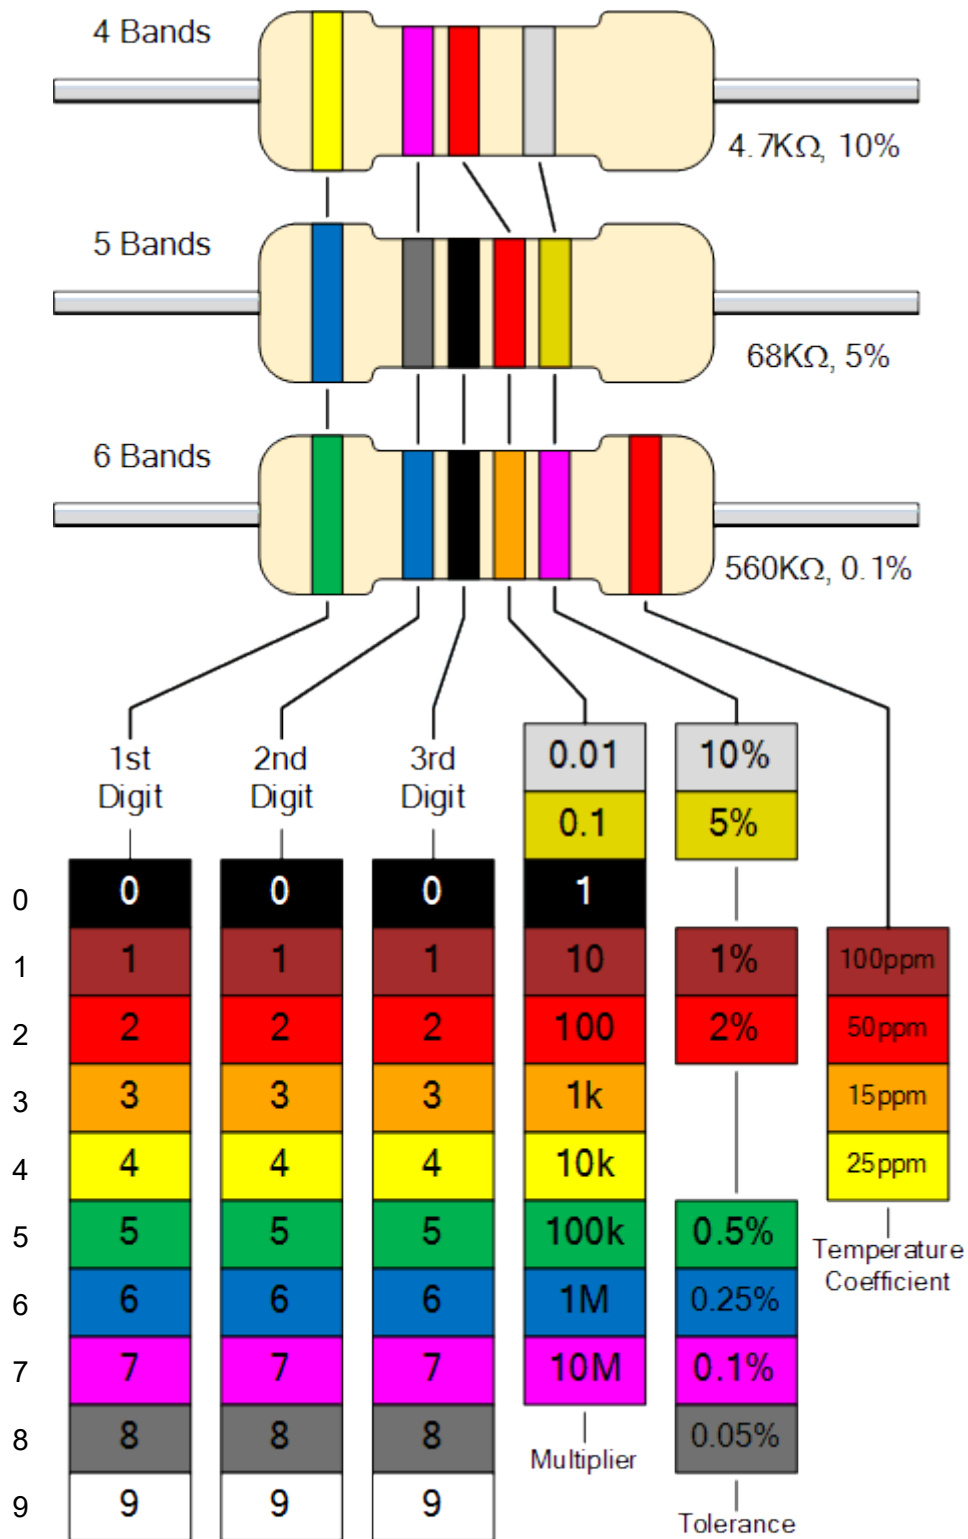 4 Bands
4.7KΩ, 10%
5 Bands
68KΩ, 5%
6 Bands
560KΩ, 0.1%
1st Digit
2nd Digit
3rd Digit
0.01 10%
0.1 5%
0 0 0 0 1
1 1 1 1 10 1% 100ppm
2 2 2 2 100 2% 50ppm
3 3 3 3 1k 15ppm
4 4 4 4 10k 25ppm
5 5 5 5 100k 0.5%
Temperature
Coefficient
6 6 6 6 1M 0.25%
7 7 7 7 10M 0.1%
8 8 8 8 0.05%
Multiplier
9 9 9 9
Tolerance